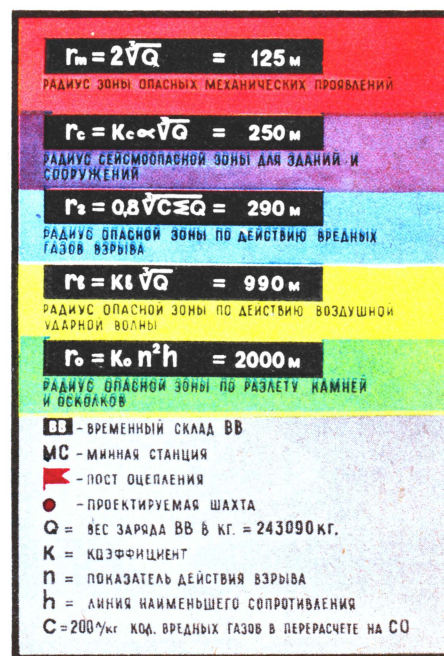 rm = 2∛Q = 125 м
РАДИУС ЗОНЫ ОПАСНЫХ МЕХАНИЧЕСКИХ ПРОЯВЛЕНИЙ
rc = Kc∝∛Q = 250 м
РАДИУС СЕЙСМООПАСНОЙ ЗОНЫ ДЛЯ ЗДАНИЙ И
СООРУЖЕНИЙ
rг = 0,8∛CΣQ = 290 м
РАДИУС ОПАСНОЙ ЗОНЫ ПО ДЕЙСТВИЮ ВРЕДНЫХ
ГАЗОВ ВЗРЫВА
rв = Kв∛Q = 990 м
РАДИУС ОПАСНОЙ ЗОНЫ ПО ДЕЙСТВИЮ ВОЗДУШНОЙ
УДАРНОЙ ВОЛНЫ
ro = Ko n²h = 2000 м
РАДИУС ОПАСНОЙ ЗОНЫ ПО РАЗЛЕТУ КАМНЕЙ
И ОСКОЛКОВ
ВВ - ВРЕМЕННЫЙ СКЛАД ВВ
МС - МИННАЯ СТАНЦИЯ
- ПОСТ ОЦЕПЛЕНИЯ
- ПРОЕКТИРУЕМАЯ ШАХТА
Q = ВЕС ЗАРЯДА ВВ В КГ. = 243090 КГ.
K = КОЭФФИЦИЕНТ
n = ПОКАЗАТЕЛЬ ДЕЙСТВИЯ ВЗРЫВА
h = ЛИНИЯ НАИМЕНЬШЕГО СОПРОТИВЛЕНИЯ
C = 200 л/кг КОЛ. ВРЕДНЫХ ГАЗОВ В ПЕРЕРАСЧЕТЕ НА СО